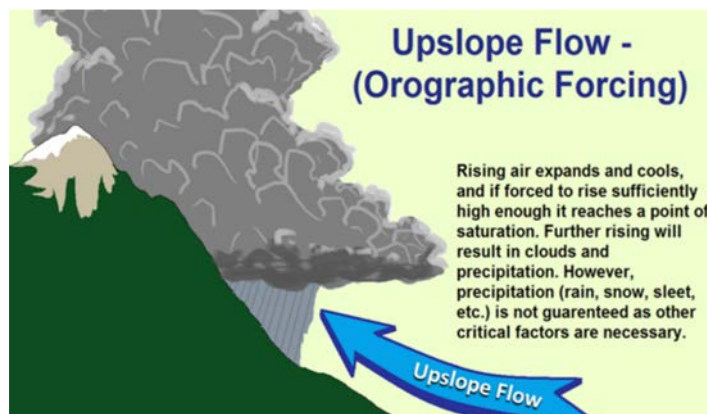 Upslope Flow -
(Orographic Forcing)
Rising air expands and cools,
and if forced to rise sufficiently
high enough it reaches a point of
saturation. Further rising will
result in clouds and
precipitation. However,
precipitation (rain, snow, sleet,
etc.) is not guarenteed as other
critical factors are necessary.
Upslope Flow